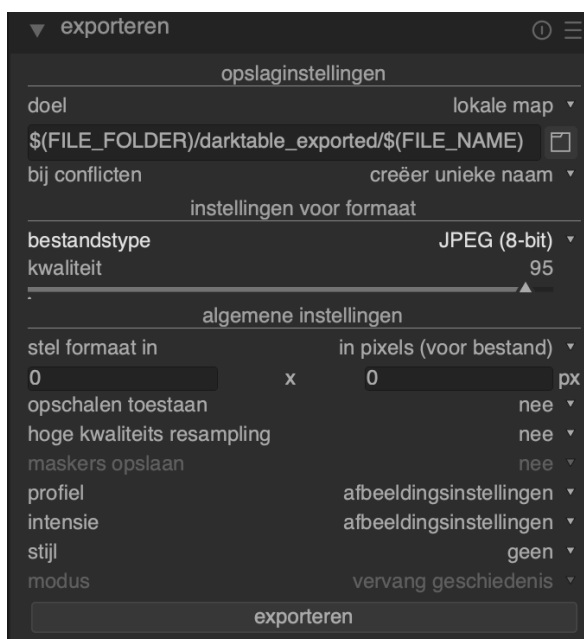 exporteren
opslaginstellingen
doel lokale map
$(FILE_FOLDER)/darktable_exported/$(FILE_NAME)
bij conflicten creëer unieke naam
instellingen voor formaat
bestandstype JPEG (8-bit)
kwaliteit 95
algemene instellingen
stel formaat in in pixels (voor bestand)
0 x 0 px
opschalen toestaan nee
hoge kwaliteits resampling nee
maskers opslaan nee
profiel afbeeldingsinstellingen
intensie afbeeldingsinstellingen
stijl geen
modus vervang geschiedenis
exporteren